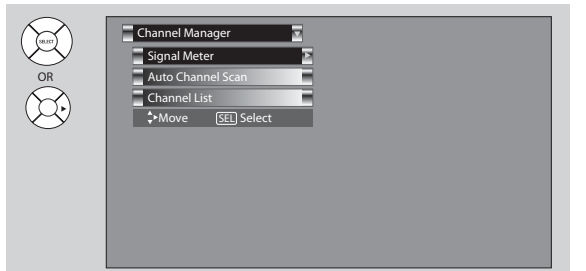 SELECT
OR
Channel Manager
Signal Meter
Auto Channel Scan
Channel List
Move SEL Select